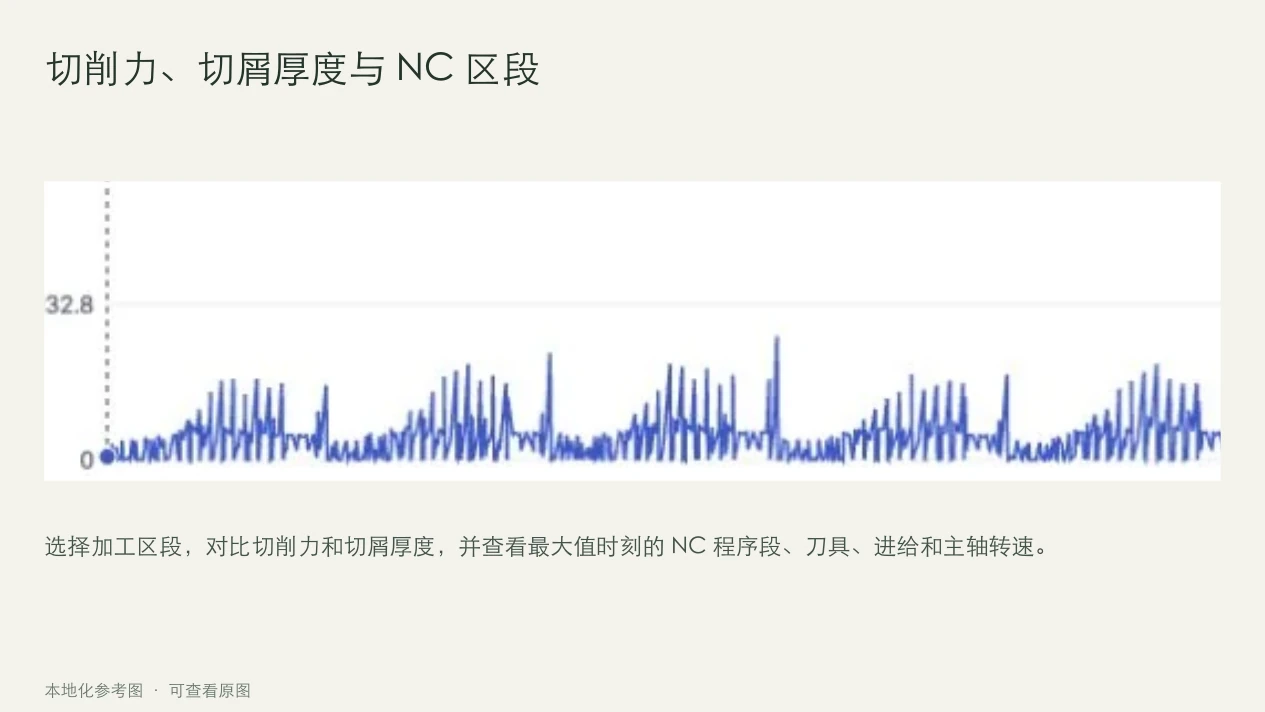 切削力、切屑厚度与 NC 区段
32.8
0
选择加工区段，对比切削力和切屑厚度，并查看最大值时刻的 NC 程序段、刀具、进给和主轴转速。
本地化参考图 · 可查看原图